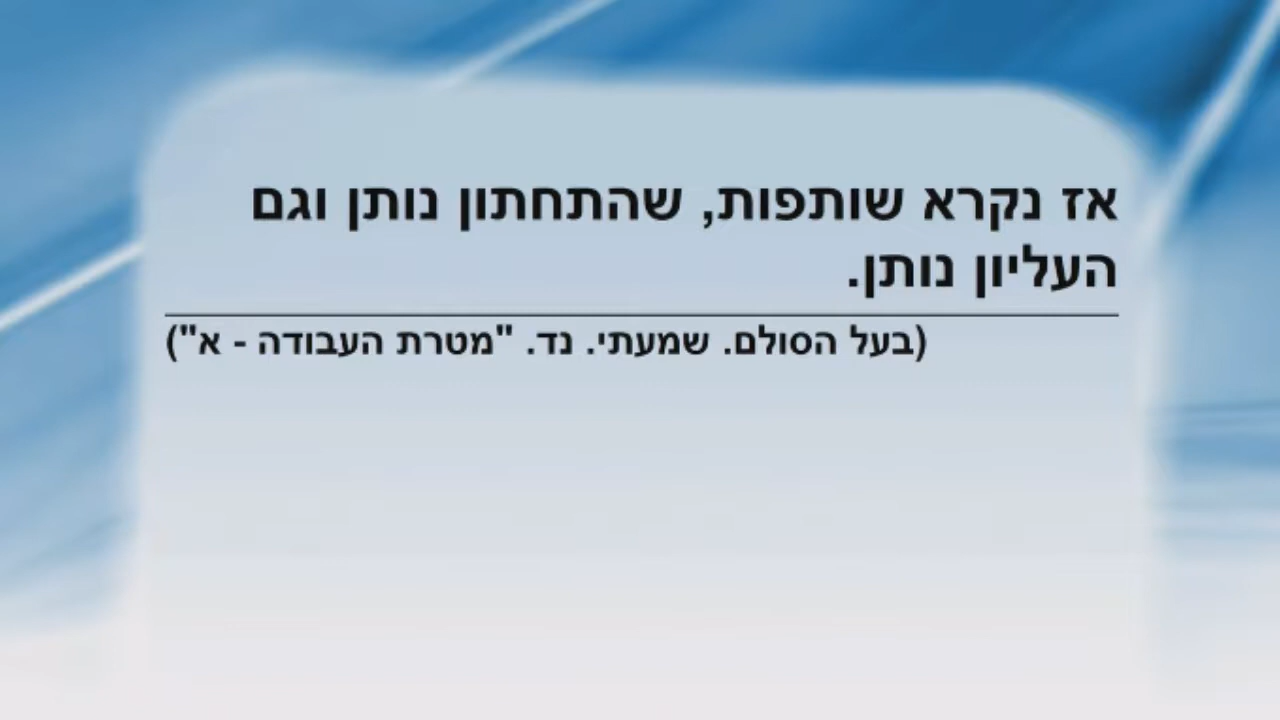 אז נקרא שותפות, שהתחתון נותן וגם
העליון נותן.
(בעל הסולם. שמעתי. נד. "מטרת העבודה - א")